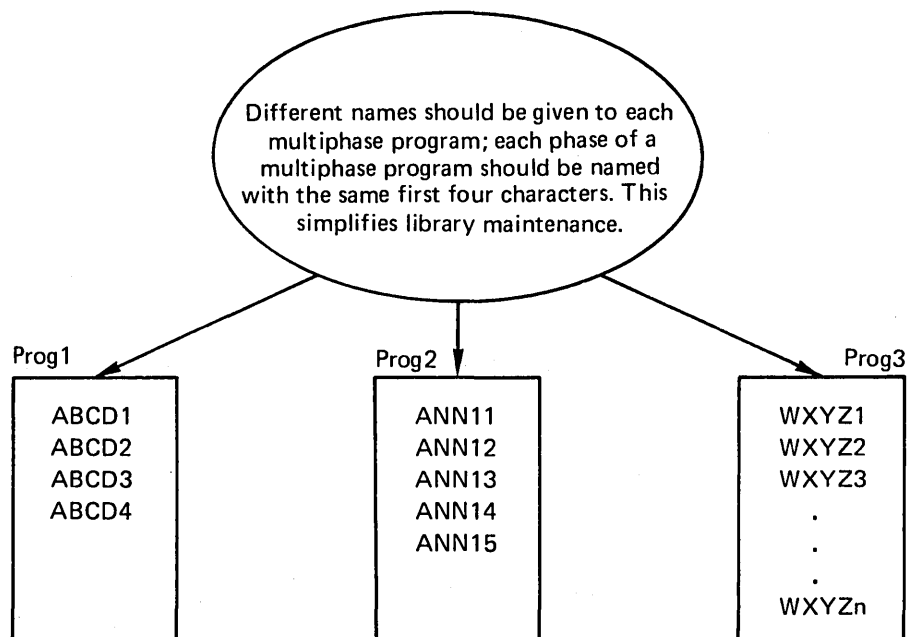 Different names should be given to each
multiphase program; each phase of a
multiphase program should be named
with the same first four characters. This
simplifies library maintenance.
Prog1
ABCD1
ABCD2
ABCD3
ABCD4
Prog2
ANN11
ANN12
ANN13
ANN14
ANN15
Prog3
WXYZ1
WXYZ2
WXYZ3
.
.
.
WXYZn